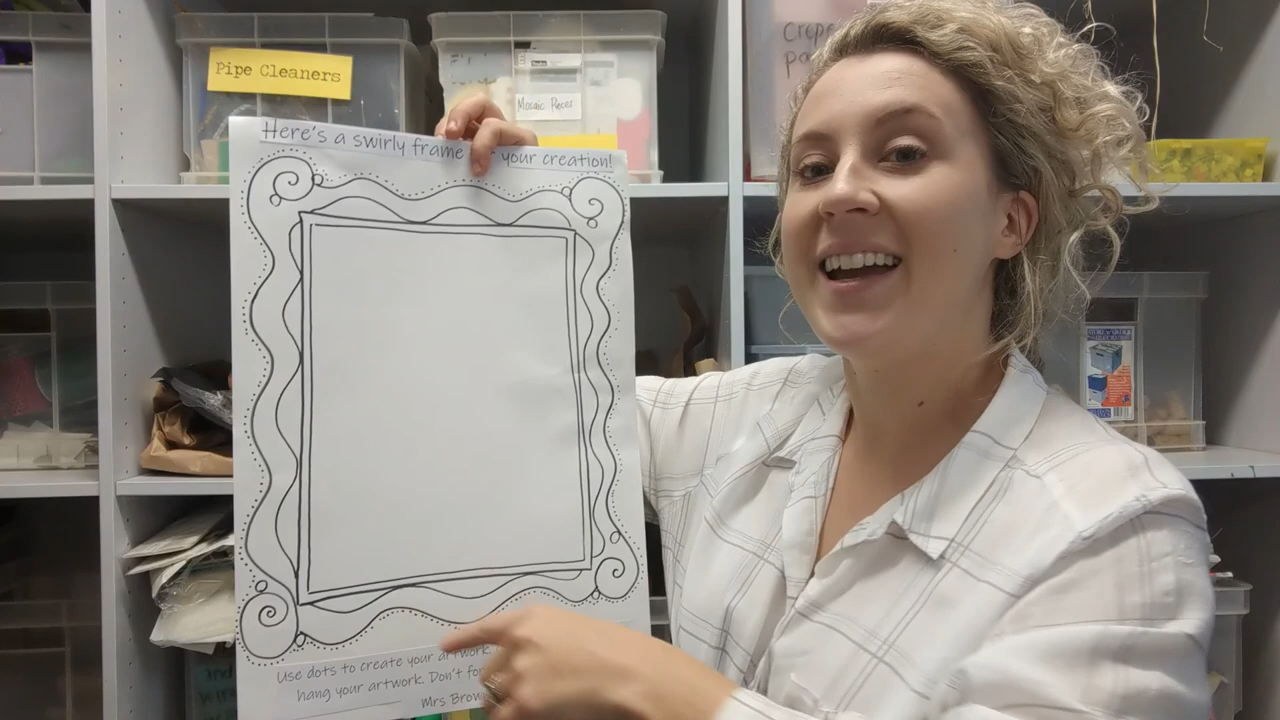 Pipe Cleaners
Mosaic Pieces
Crepe
pa
Here's a swirly frame your creation!
Use dots to create your artwork.
hang your artwork. Don't fo
Mrs Brow